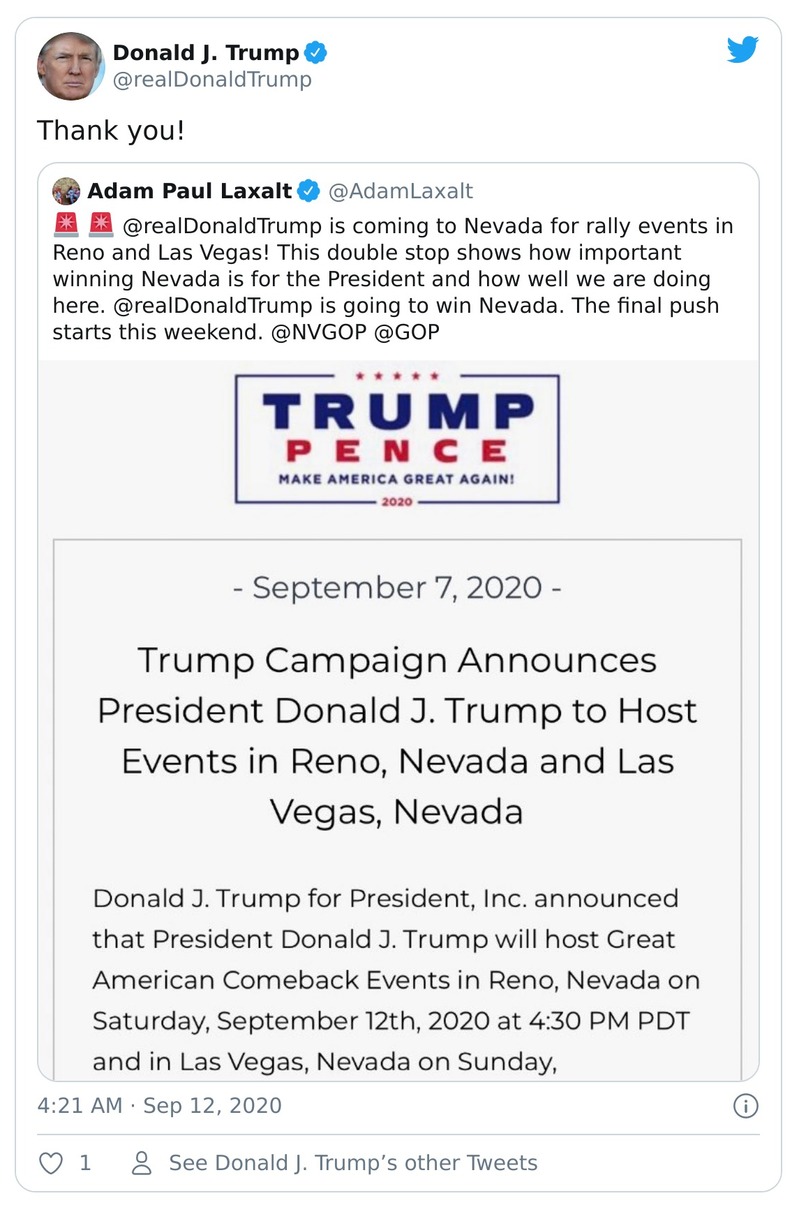 Donald J. Trump
@realDonaldTrump
Thank you!
Adam Paul Laxalt @AdamLaxalt
🚨 🚨 @realDonaldTrump is coming to Nevada for rally events in
Reno and Las Vegas! This double stop shows how important
winning Nevada is for the President and how well we are doing
here. @realDonaldTrump is going to win Nevada. The final push
starts this weekend. @NVGOP @GOP
TRUMP
PENCE
MAKE AMERICA GREAT AGAIN!
2020
- September 7, 2020 -
Trump Campaign Announces
President Donald J. Trump to Host
Events in Reno, Nevada and Las
Vegas, Nevada
Donald J. Trump for President, Inc. announced
that President Donald J. Trump will host Great
American Comeback Events in Reno, Nevada on
Saturday, September 12th, 2020 at 4:30 PM PDT
and in Las Vegas, Nevada on Sunday,
4:21 AM · Sep 12, 2020
1 See Donald J. Trump’s other Tweets